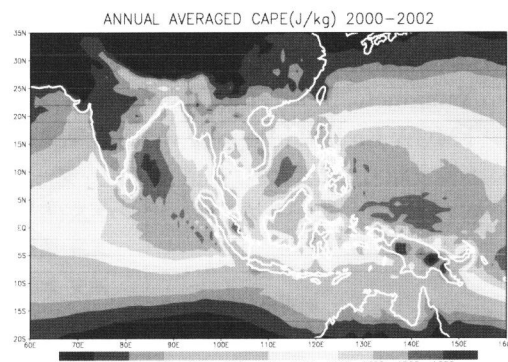 ANNUAL AVERAGED CAPE(J/kg) 2000-2002
35N
30N
25N
20N
15N
10N
5N
EQ
5S
10S
15S
20S
60E 70E 80E 90E 100E 110E 120E 130E 140E 150E 160E